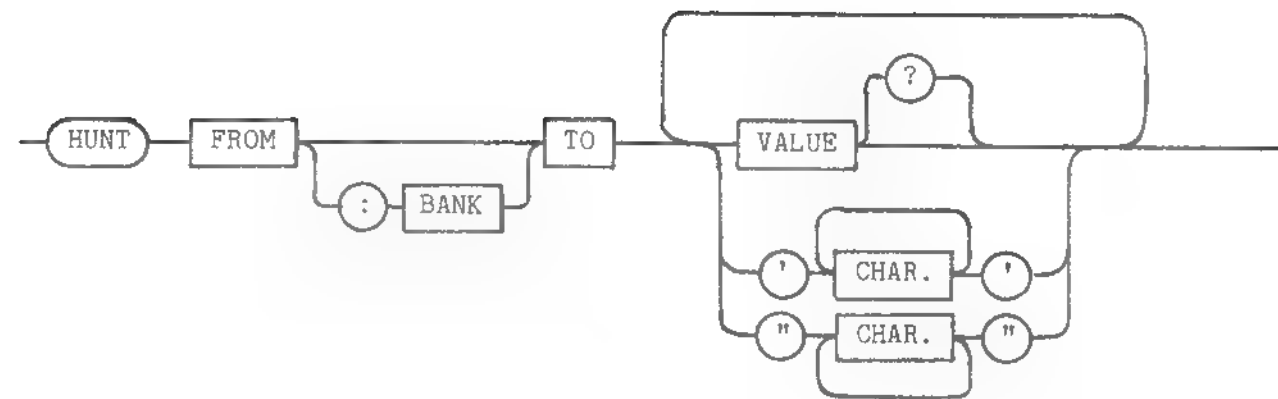 ?
HUNT FROM TO VALUE
: BANK
' CHAR. '
" CHAR. "